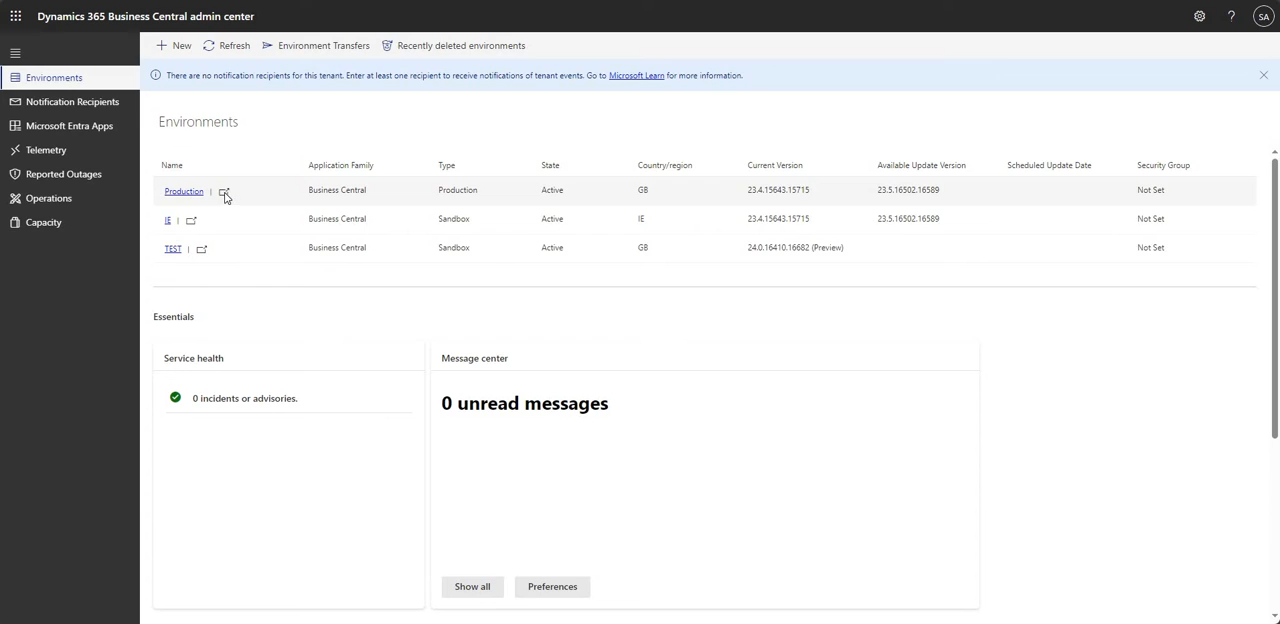 Dynamics 365 Business Central admin center
?
SA
New
Refresh
Environment Transfers
Recently deleted environments
There are no notification recipients for this tenant. Enter at least one recipient to receive notifications of tenant events. Go to Microsoft Learn for more information.
Environments
Notification Recipients
Microsoft Entra Apps
Telemetry
Reported Outages
Operations
Capacity
Environments
Name Application Family Type State Country/region Current Version Available Update Version Scheduled Update Date Security Group
Production | Business Central Production Active GB 23.4.15643.15715 23.5.16502.16589 Not Set
IE | Business Central Sandbox Active IE 23.4.15643.15715 23.5.16502.16589 Not Set
TEST | Business Central Sandbox Active GB 24.0.16410.16682 (Preview) Not Set
Essentials
Service health
0 incidents or advisories.
Message center
0 unread messages
Show all
Preferences